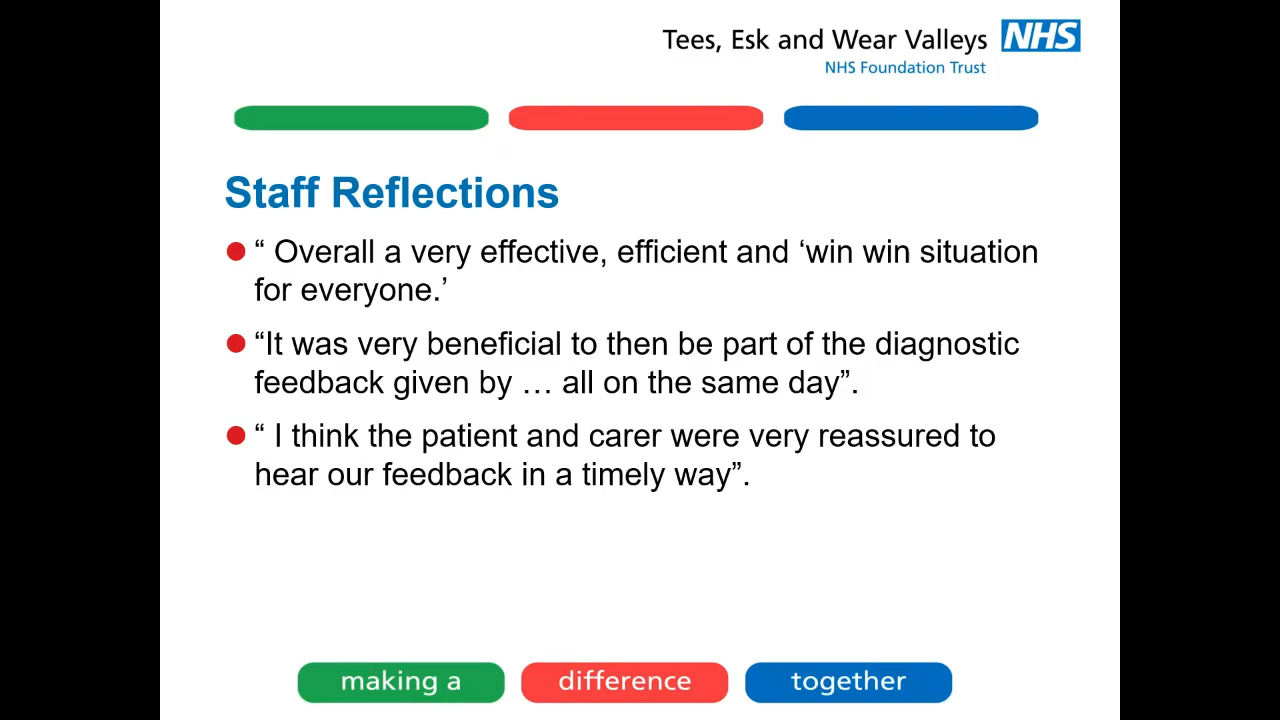 Tees, Esk and Wear Valleys NHS
NHS Foundation Trust
Staff Reflections
“ Overall a very effective, efficient and ‘win win situation
for everyone.’
“It was very beneficial to then be part of the diagnostic
feedback given by … all on the same day”.
“ I think the patient and carer were very reassured to
hear our feedback in a timely way”.
making a difference together